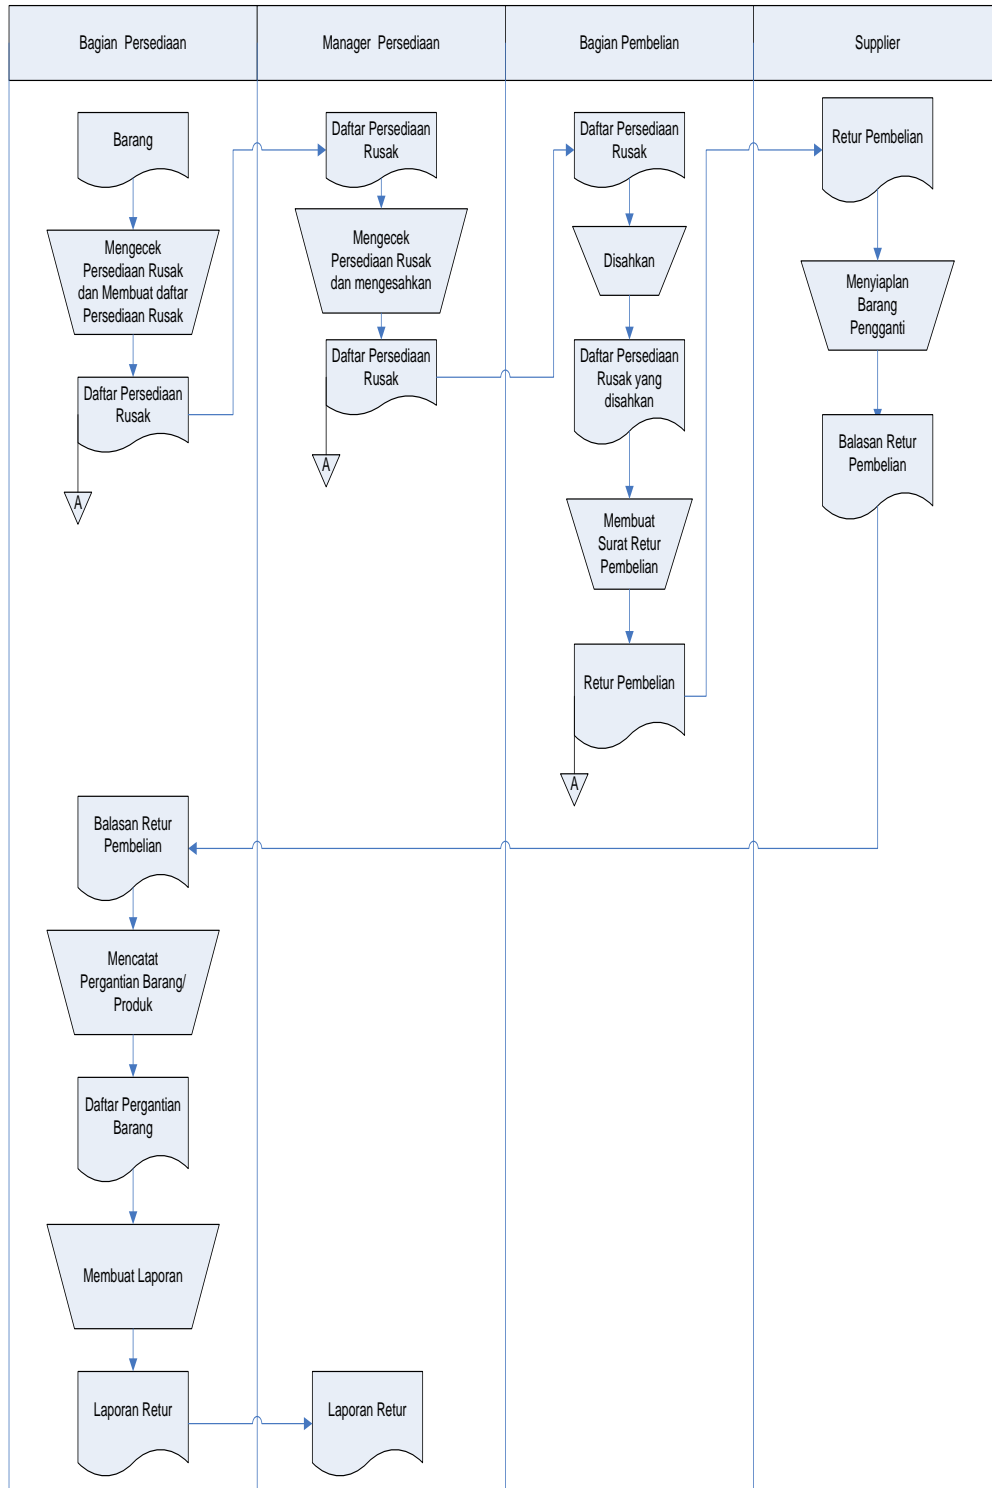 Bagian Persediaan
Manager Persediaan
Bagian Pembelian
Supplier
Barang
Mengecek
Persediaan Rusak
dan Membuat daftar
Persediaan Rusak
Daftar Persediaan
Rusak
A
Daftar Persediaan
Rusak
Mengecek
Persediaan Rusak
dan mengesahkan
Daftar Persediaan
Rusak
A
Daftar Persediaan
Rusak
Disahkan
Daftar Persediaan
Rusak yang
disahkan
Membuat
Surat Retur
Pembelian
Retur Pembelian
A
Retur Pembelian
Menyiaplan
Barang
Pengganti
Balasan Retur
Pembelian
Balasan Retur
Pembelian
Mencatat
Pergantian Barang/
Produk
Daftar Pergantian
Barang
Membuat Laporan
Laporan Retur
Laporan Retur